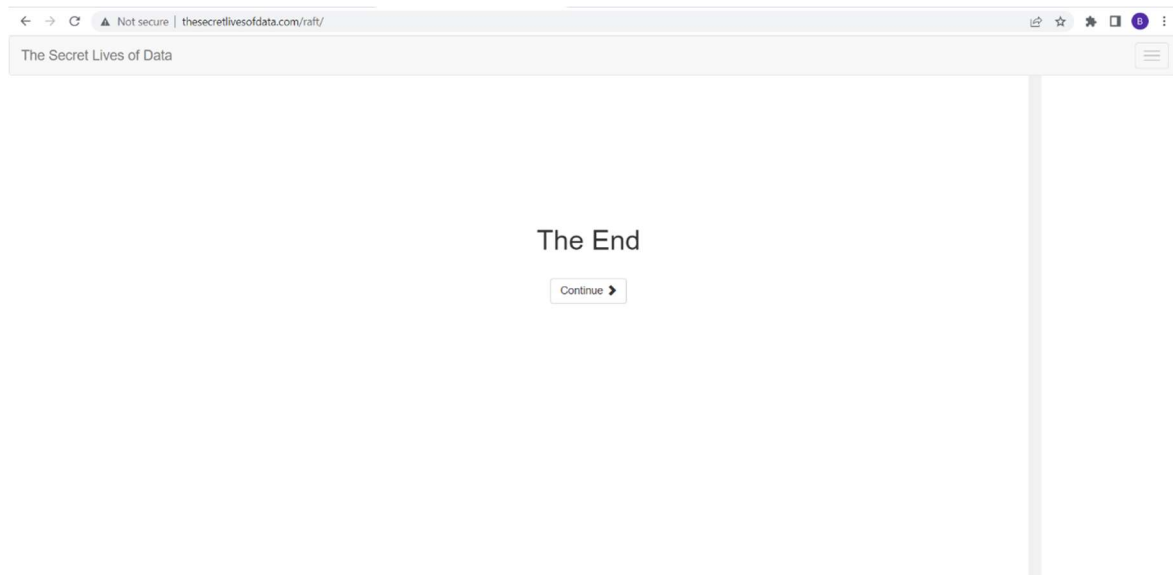 Not secure | thesecretlivesofdata.com/raft/
B
The Secret Lives of Data
The End
Continue